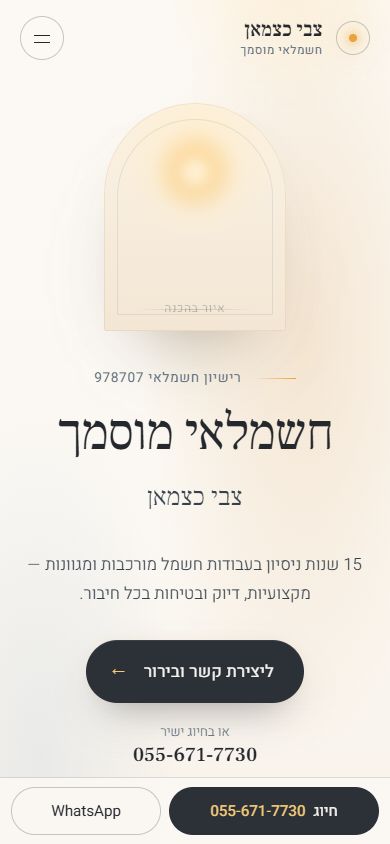 צבי כצמאן
חשמלאי מוסמך
איור בהכנה
רישיון חשמלאי 978707
חשמלאי מוסמך
צבי כצמאן
15 שנות ניסיון בעבודות חשמל מורכבות ומגוונות —
מקצועיות, דיוק ובטיחות בכל חיבור.
ליצירת קשר ובירור ←
או בחיוג ישיר
055-671-7730
חיוג 055-671-7730
WhatsApp